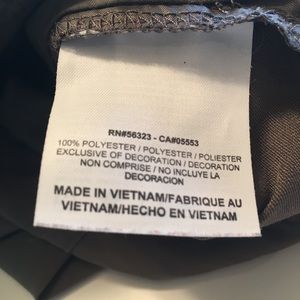 RN#56323 - CA#05553
100% POLYESTER / POLYESTER / POLIESTER
EXCLUSIVE OF DECORATION / DECORATION
NON COMPRISE / NO INCLUYE LA
DECORACION
MADE IN VIETNAM/FABRIQUE AU
VIETNAM/HECHO EN VIETNAM